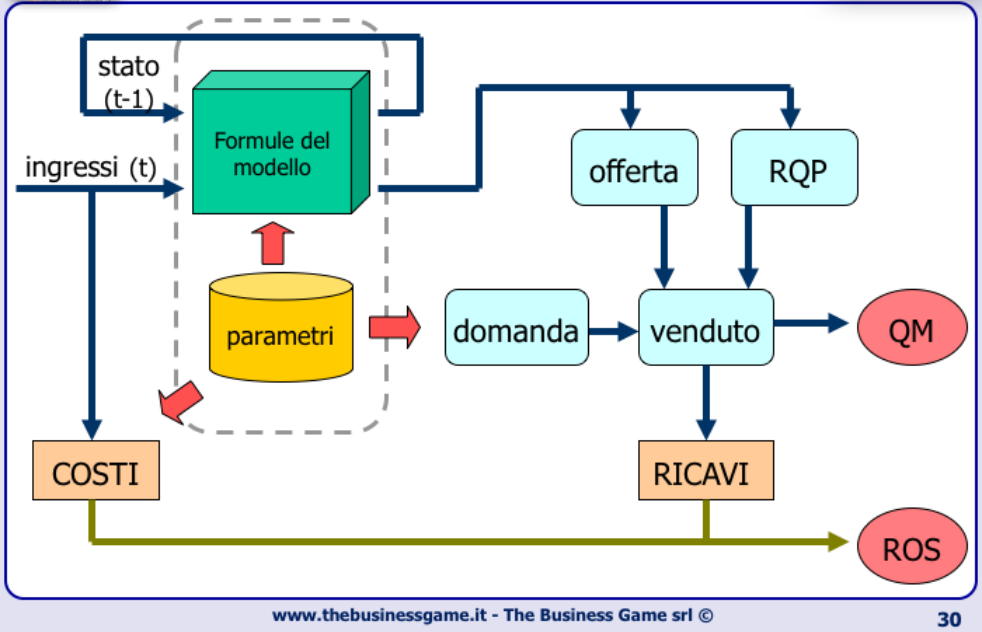 stato
(t-1)
ingressi (t)
Formule del
modello
offerta
RQP
parametri
domanda
venduto
QM
COSTI
RICAVI
ROS
www.thebusinessgame.it - The Business Game srl ©
30